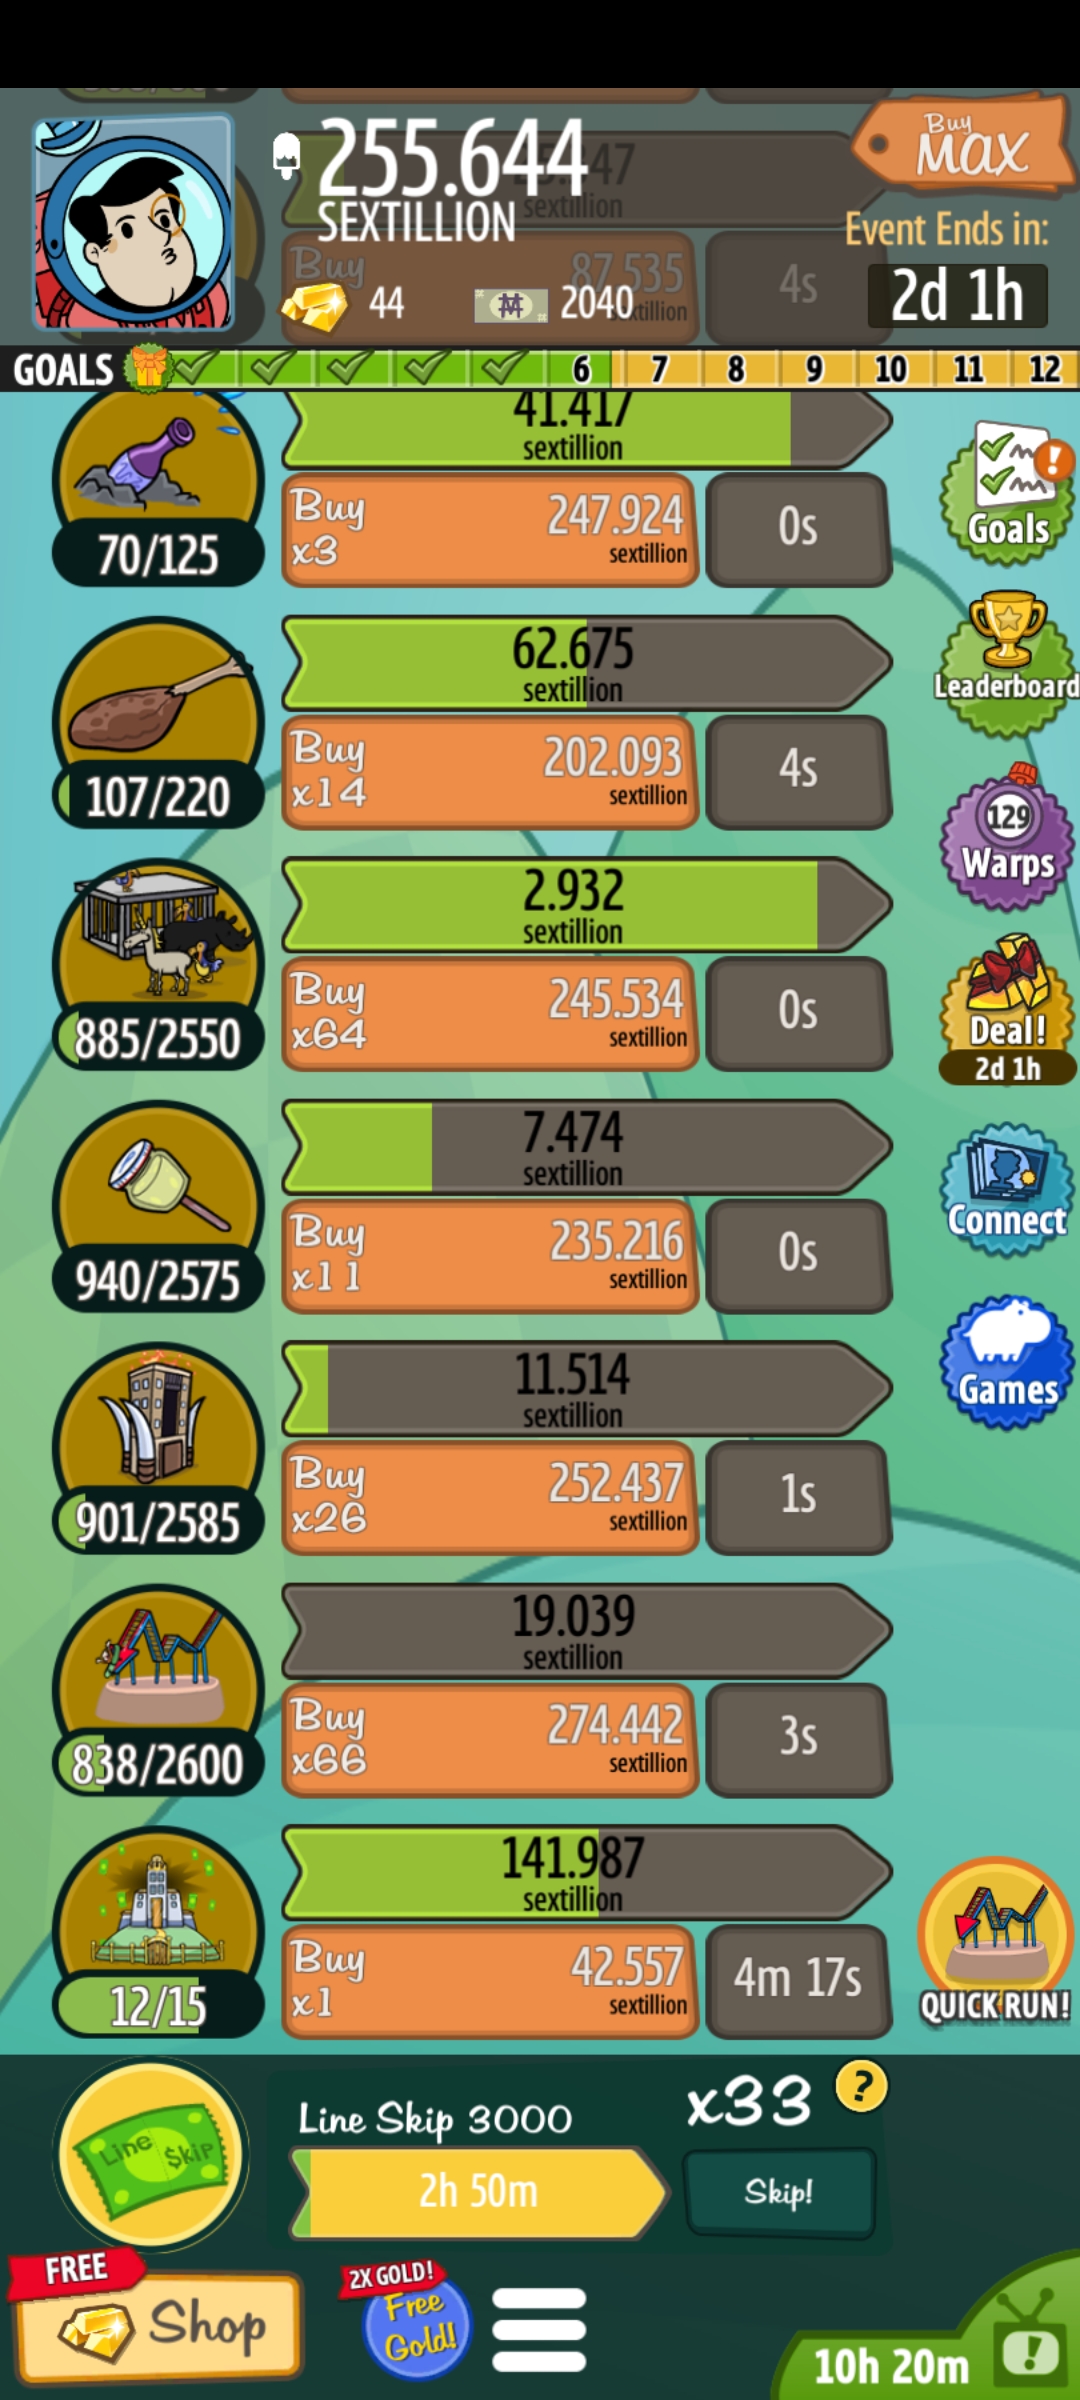 255.644
SEXTILLION
Buy
MAX
Event Ends in:
2d 1h
44
2040
sextillion
Buy
87.535
4s
GOALS
6
7
8
9
10
11
12
41.417
sextillion
70/125
Buy
x3
247.924
sextillion
0s
Goals
62.675
sextillion
107/220
Buy
x14
202.093
sextillion
4s
Leaderboard
2.932
sextillion
885/2550
Buy
x64
245.534
sextillion
0s
129
Warps
Deal!
2d 1h
7.474
sextillion
940/2575
Buy
x11
235.216
sextillion
0s
Connect
11.514
sextillion
901/2585
Buy
x26
252.437
sextillion
1s
Games
19.039
sextillion
838/2600
Buy
x66
274.442
sextillion
3s
141.987
sextillion
12/15
Buy
x1
42.557
sextillion
4m 17s
QUICK RUN!
Line $kip
Line Skip 3000
x33
?
2h 50m
Skip!
FREE
Shop
2X GOLD!
Free
Gold!
10h 20m